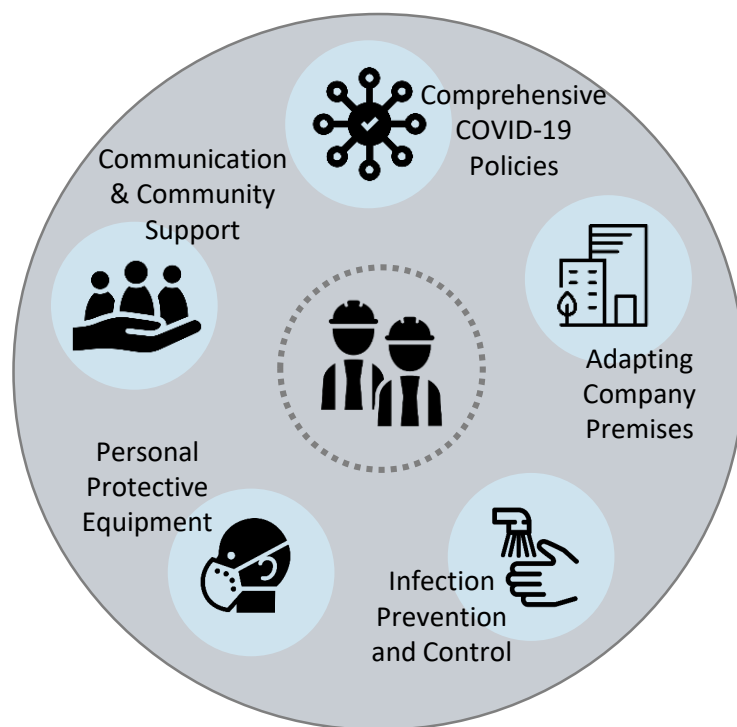 Comprehensive
COVID-19
Policies
Communication
& Community
Support
Adapting
Company
Premises
Personal
Protective
Equipment
Infection
Prevention
and Control